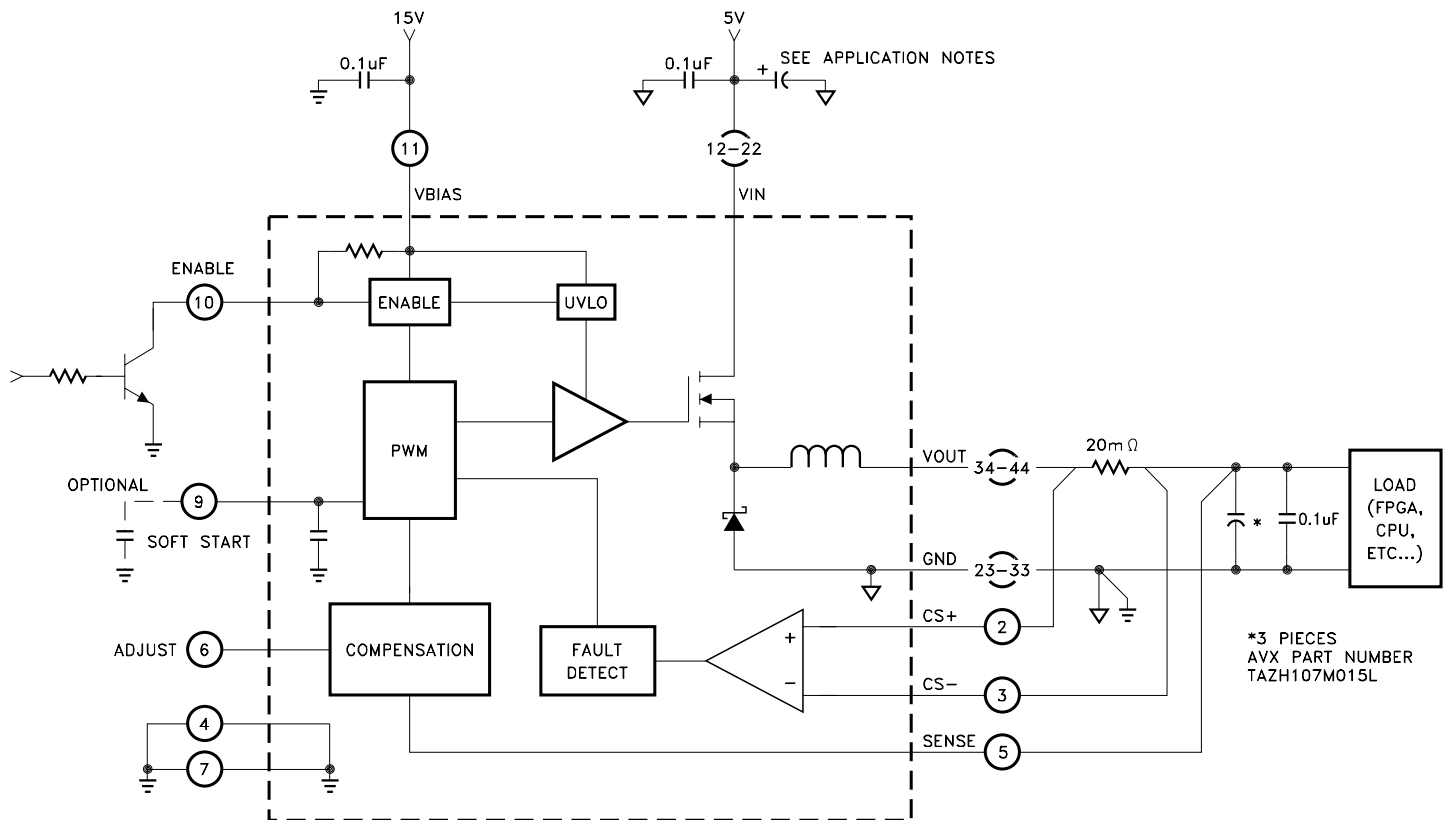 15V
5V
0.1uF
0.1uF
+
SEE APPLICATION NOTES
11
12-22
VBIAS
VIN
ENABLE
10
ENABLE
UVLO
PWM
VOUT
34-44
20mΩ
LOAD
(FPGA,
CPU,
ETC...)
OPTIONAL
9
SOFT START
*
0.1uF
GND
23-33
CS+
2
ADJUST
6
COMPENSATION
FAULT
DETECT
+
−
CS-
3
*3 PIECES
AVX PART NUMBER
TAZH107M015L
4
7
SENSE
5